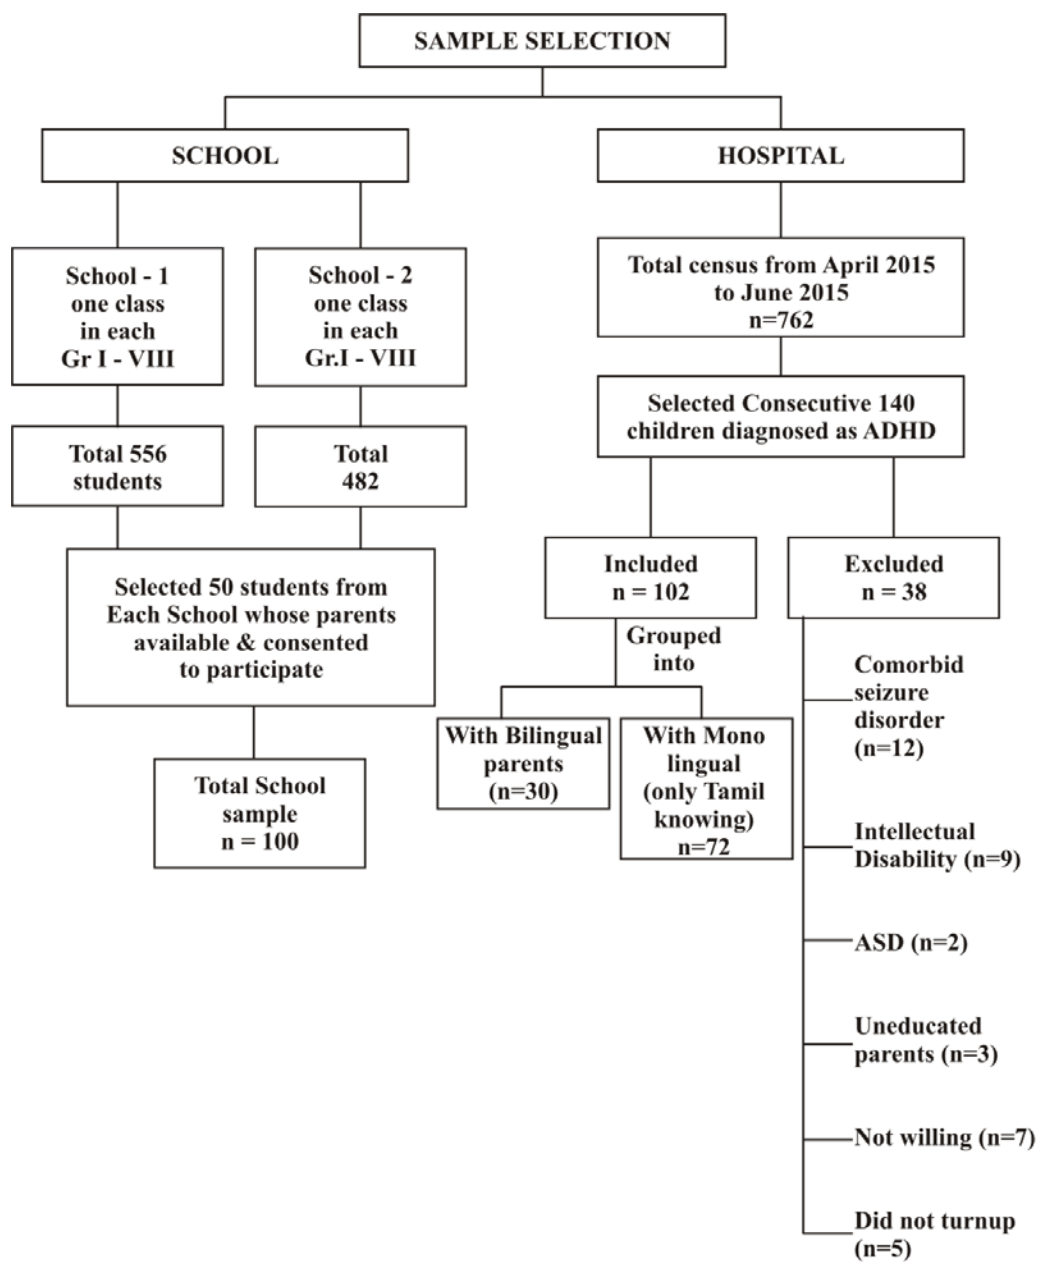 SAMPLE SELECTION
SCHOOL
HOSPITAL
School - 1
one class
in each
Gr I - VIII
School - 2
one class
in each
Gr.I - VIII
Total 556
students
Total
482
Selected 50 students from
Each School whose parents
available & consented
to participate
Total School
sample
n = 100
Total census from April 2015
to June 2015
n=762
Selected Consecutive 140
children diagnosed as ADHD
Included
n = 102
Grouped
into
With Bilingual
parents
(n=30)
With Mono
lingual
(only Tamil
knowing)
n=72
Excluded
n = 38
Comorbid
seizure
disorder
(n=12)
Intellectual
Disability (n=9)
ASD (n=2)
Uneducated
parents (n=3)
Not willing (n=7)
Did not turnup
(n=5)